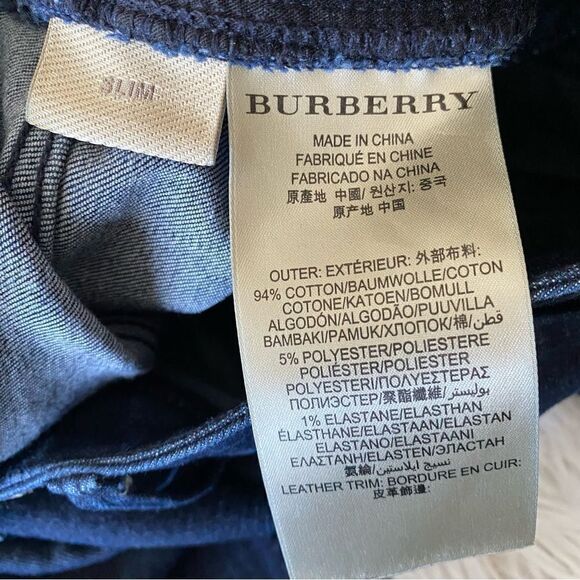 SLIM
BURBERRY
MADE IN CHINA
FABRIQUÉ EN CHINE
FABRICADO NA CHINA
原產地 中國/ 원산지: 중국
原产地 中国
OUTER: EXTÉRIEUR: 外部布料:
94% COTTON/BAUMWOLLE/COTON
COTONE/KATOEN/BOMULL
ALGODÓN/ALGODÃO/PUUVILLA
BAMBAKI/PAMUK/ХЛОПОК/棉/قطن
5% POLYESTER/POLIESTERE
POLIÉSTER/POLIESTER
POLYESTERI/ΠΟΛΥΕΣΤΕΡΑΣ
ПОЛИЭСТЕР/聚酯纖維/بوليستر
1% ELASTANE/ELASTHAN
ÉLASTHANE/ELASTAAN/ELASTAN
ELASTANO/ELASTAANI
ΕΛΑΣΤΑΝΗ/ELASTEN/ЭЛАСТАН
氨綸/نسيج ايلاستين
LEATHER TRIM: BORDURE EN CUIR:
皮革飾邊: